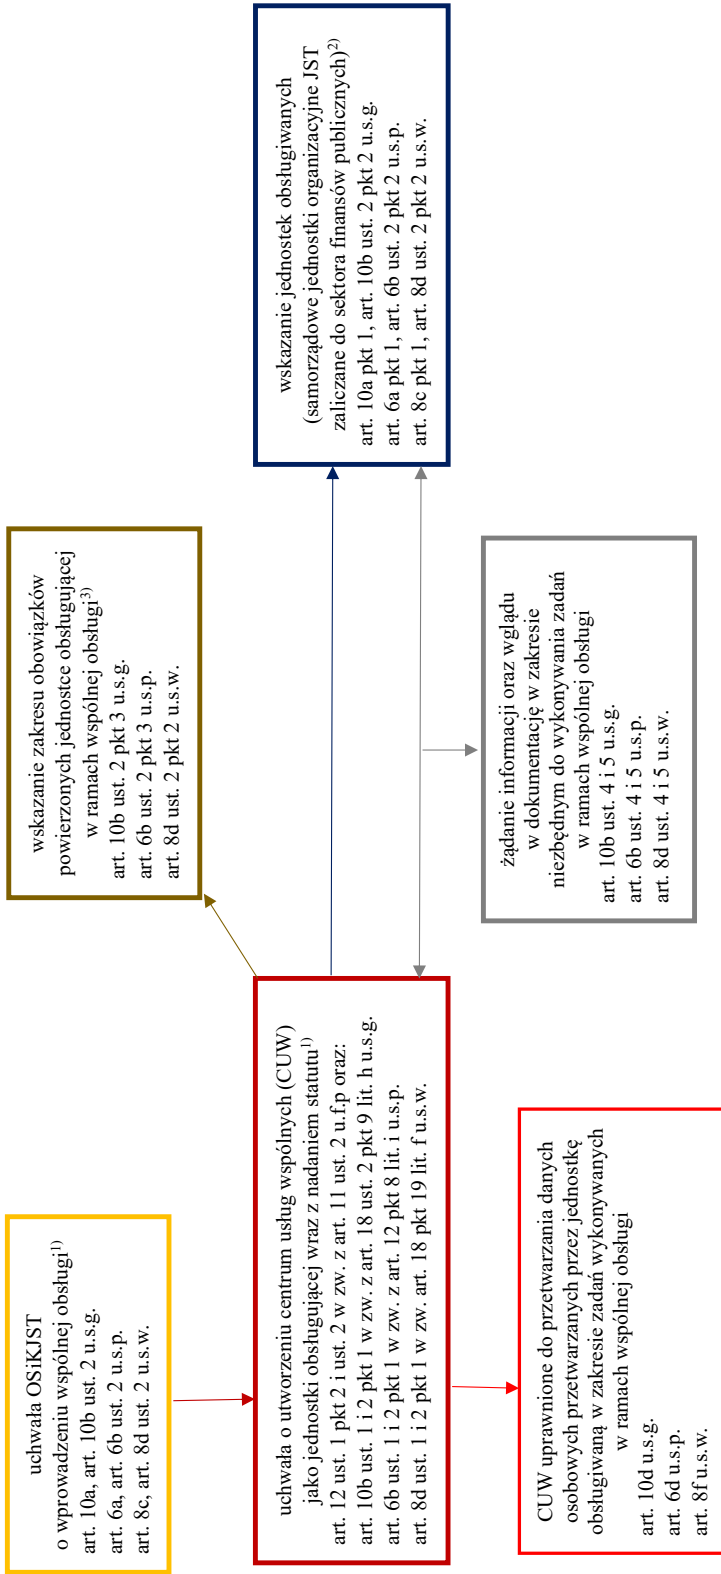 uchwała OSiKJST
o wprowadzeniu wspólnej obsługi1)
art. 10a, art. 10b ust. 2 u.s.g.
art. 6a, art. 6b ust. 2 u.s.p.
art. 8c, art. 8d ust. 2 u.s.w.
wskazanie zakresu obowiązków
powierzonych jednostce obsługującej
w ramach wspólnej obsługi3)
art. 10b ust. 2 pkt 3 u.s.g.
art. 6b ust. 2 pkt 3 u.s.p.
art. 8d ust. 2 pkt 2 u.s.w.
uchwała o utworzeniu centrum usług wspólnych (CUW)
jako jednostki obsługującej wraz z nadaniem statutu1)
art. 12 ust. 1 pkt 2 i ust. 2 w zw. z art. 11 ust. 2 u.f.p oraz:
art. 10b ust. 1 i 2 pkt 1 w zw. z art. 18 ust. 2 pkt 9 lit. h u.s.g.
art. 6b ust. 1 i 2 pkt 1 w zw. z art. 12 pkt 8 lit. i u.s.p.
art. 8d ust. 1 i 2 pkt 1 w zw. art. 18 pkt 19 lit. f u.s.w.
wskazanie jednostek obsługiwanych
(samorządowe jednostki organizacyjne JST
zaliczane do sektora finansów publicznych)2)
art. 10a pkt 1, art. 10b ust. 2 pkt 2 u.s.g.
art. 6a pkt 1, art. 6b ust. 2 pkt 2 u.s.p.
art. 8c pkt 1, art. 8d ust. 2 pkt 2 u.s.w.
CUW uprawnione do przetwarzania danych
osobowych przetwarzanych przez jednostkę
obsługiwaną w zakresie zadań wykonywanych
w ramach wspólnej obsługi
art. 10d u.s.g.
art. 6d u.s.p.
art. 8f u.s.w.
żądanie informacji oraz wglądu
w dokumentację w zakresie
niezbędnym do wykonywania zadań
w ramach wspólnej obsługi
art. 10b ust. 4 i 5 u.s.g.
art. 6b ust. 4 i 5 u.s.p.
art. 8d ust. 4 i 5 u.s.w.